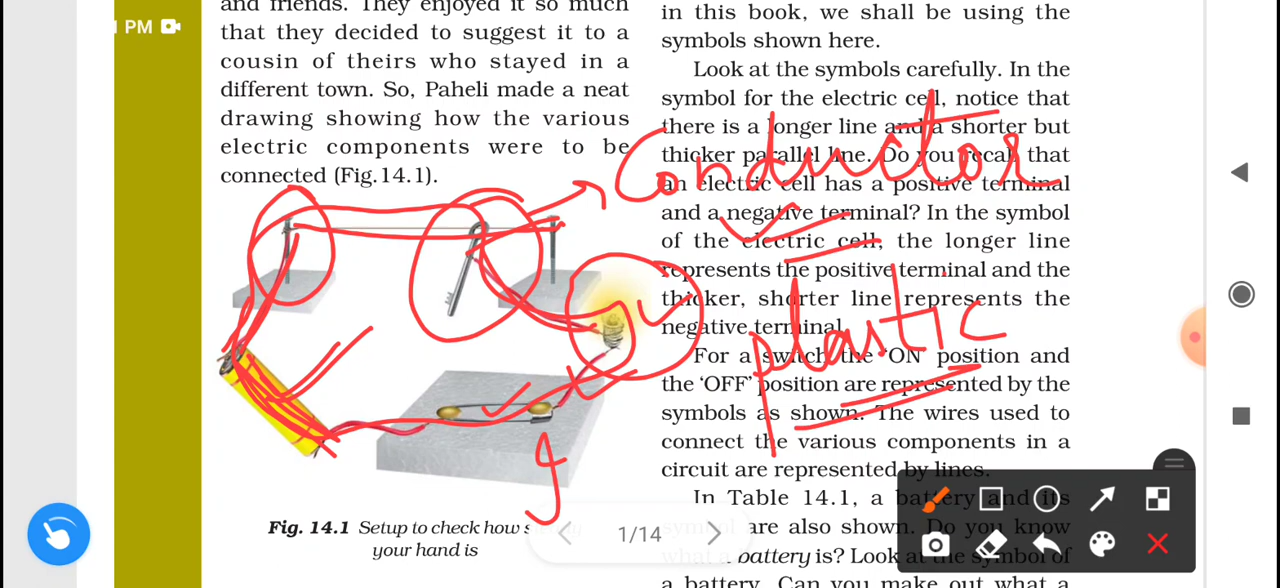 1 PM
and friends. They enjoyed it so much
that they decided to suggest it to a
cousin of theirs who stayed in a
different town. So, Paheli made a neat
drawing showing how the various
electric components were to be
connected (Fig.14.1).
Fig. 14.1 Setup to check how s
your hand is
in this book, we shall be using the
symbols shown here.
Look at the symbols carefully. In the
symbol for the electric cell, notice that
there is a longer line and a shorter but
thicker parallel line. Do you recall that
an electric cell has a positive terminal
and a negative terminal? In the symbol
of the electric cell, the longer line
represents the positive terminal and the
thicker, shorter line represents the
negative terminal.
For a switch the ‘ON’ position and
the ‘OFF’ position are represented by the
symbols as shown. The wires used to
connect the various components in a
circuit are represented by lines.
In Table 14.1, a battery and its
symbol are also shown. Do you know
what a battery is? Look at the symbol of
a battery. Can you make out what a
Conductor
plastic
1/14